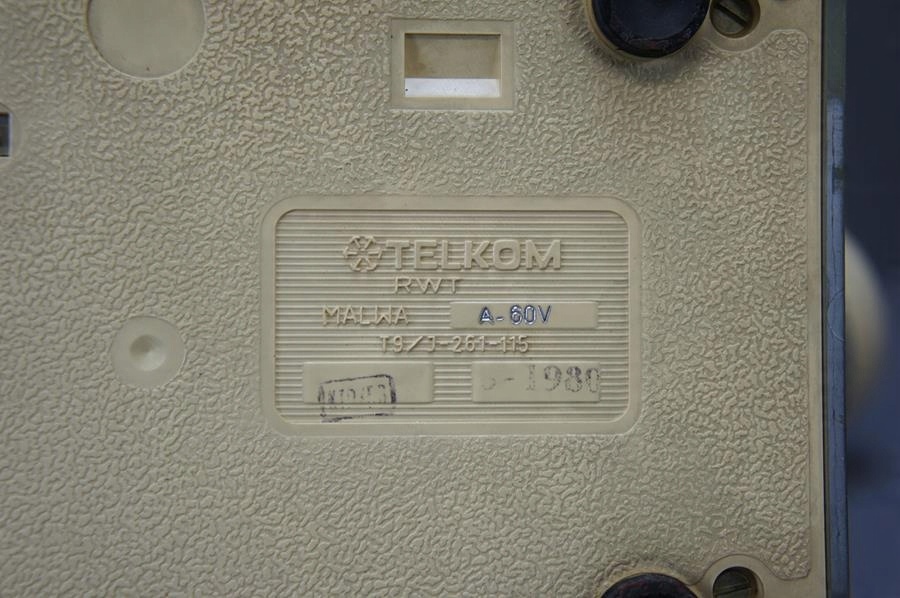 TELKOM
RWT
MALWA A-60V
T9/J-261-115
-1980